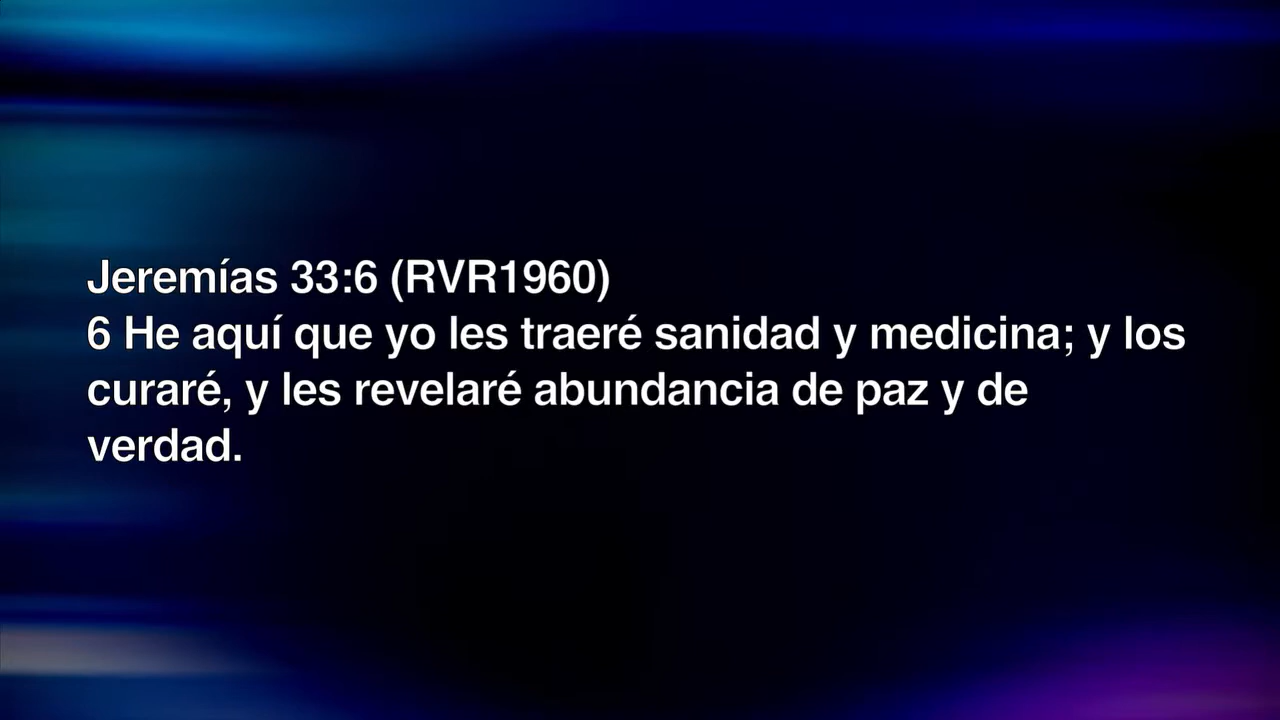 Jeremías 33:6 (RVR1960)
6 He aquí que yo les traeré sanidad y medicina; y los
curaré, y les revelaré abundancia de paz y de
verdad.